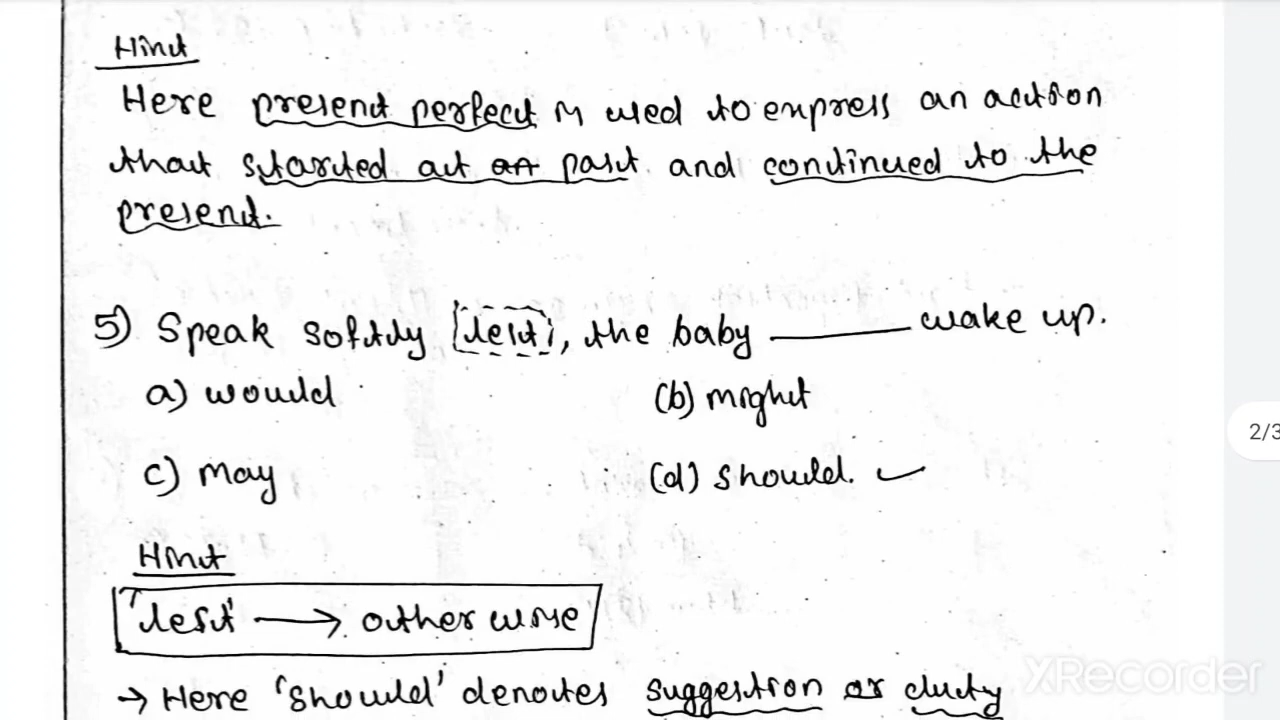 Hint
Here present perfect is used to express an action
that started at past and continued to the
present.
5) Speak softly lest, the baby ______ wake up.
a) would (b) might
c) may (d) should. ✓
Hint
'lest' → otherwise
→ Here 'should' denotes suggestion or duty
2/3
XRecorder